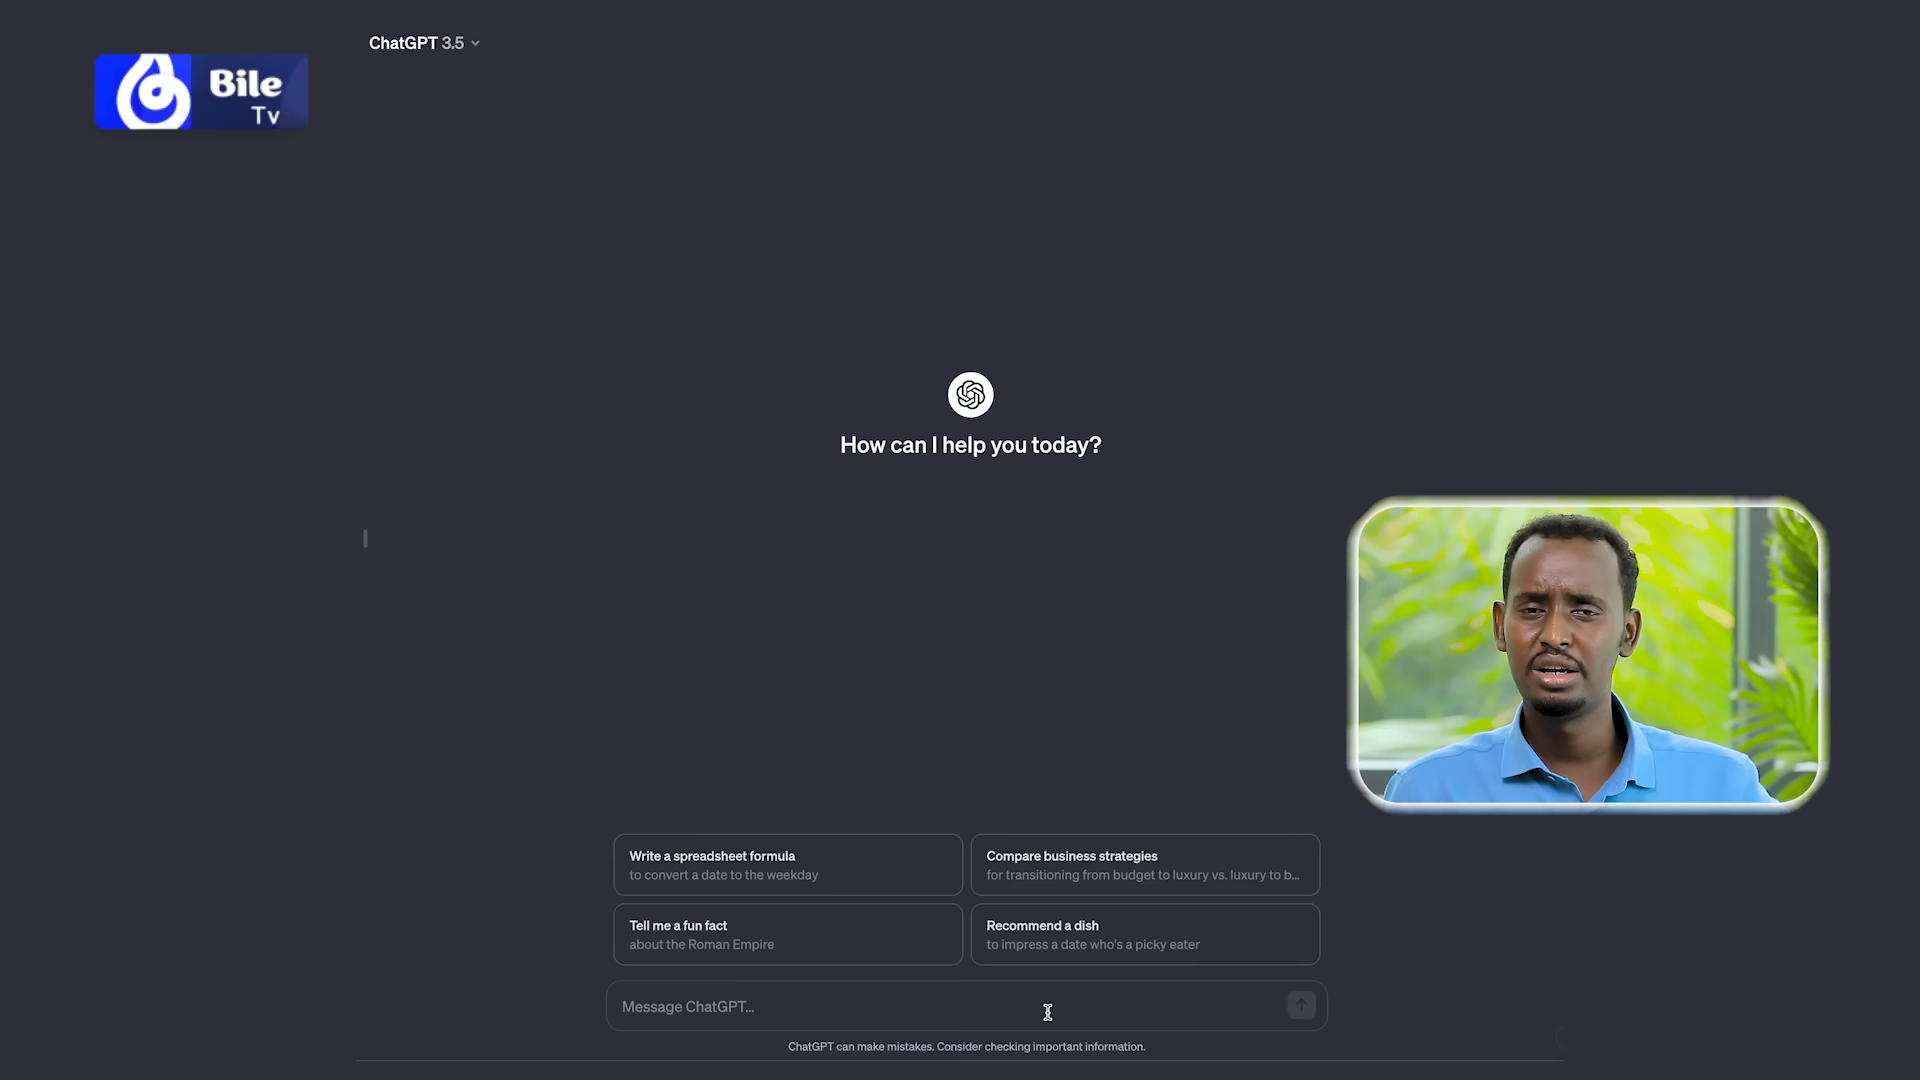 ChatGPT 3.5
Bile
Tv
How can I help you today?
Write a spreadsheet formula
to convert a date to the weekday
Compare business strategies
for transitioning from budget to luxury vs. luxury to b...
Tell me a fun fact
about the Roman Empire
Recommend a dish
to impress a date who's a picky eater
Message ChatGPT...
ChatGPT can make mistakes. Consider checking important information.